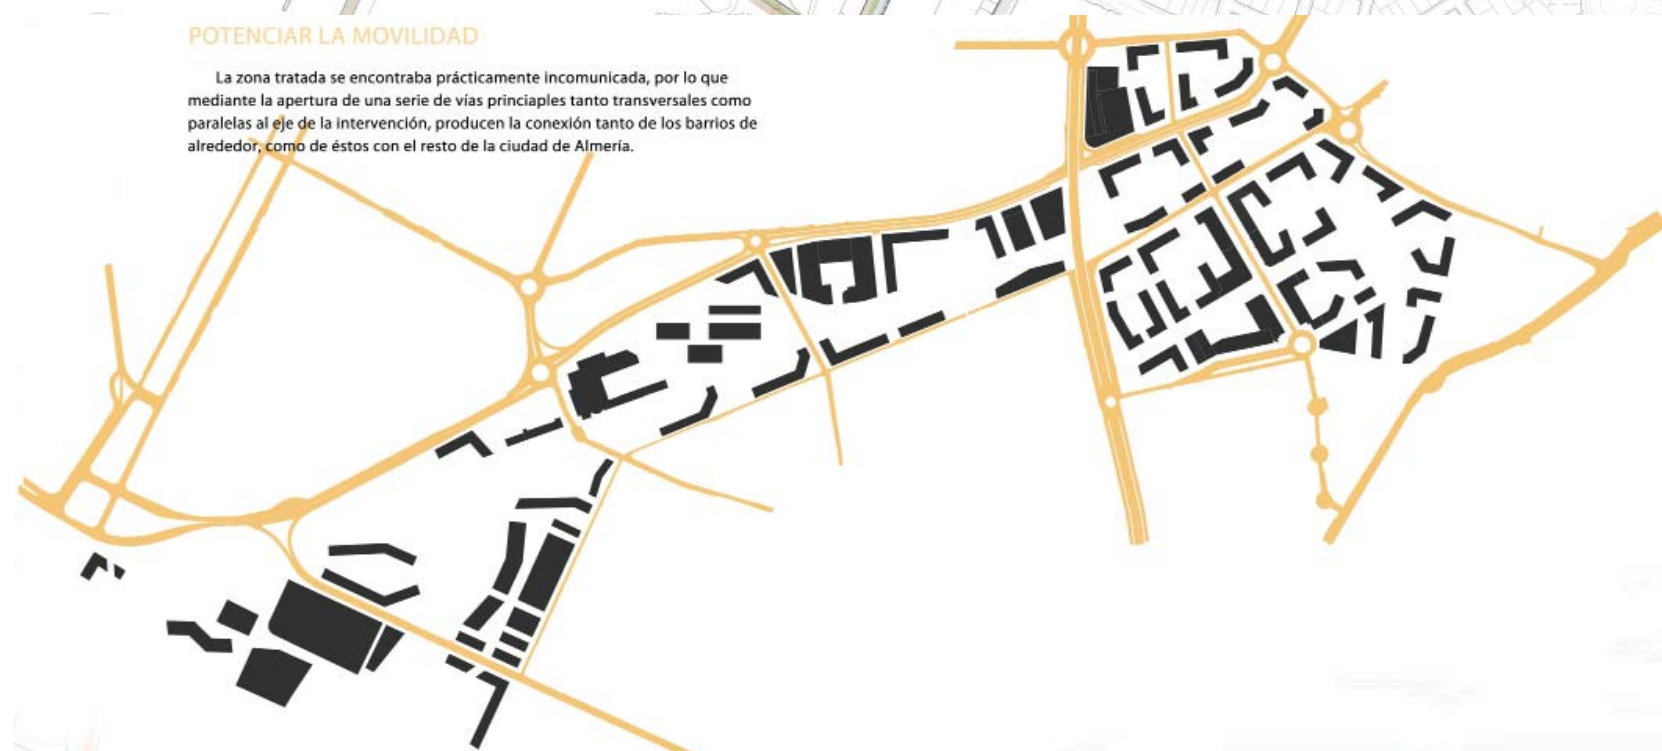 POTENCIAR LA MOVILIDAD
La zona tratada se encontraba prácticamente incomunicada, por lo que
mediante la apertura de una serie de vías princiaples tanto transversales como
paralelas al eje de la intervención, producen la conexión tanto de los barrios de
alrededor, como de éstos con el resto de la ciudad de Almería.